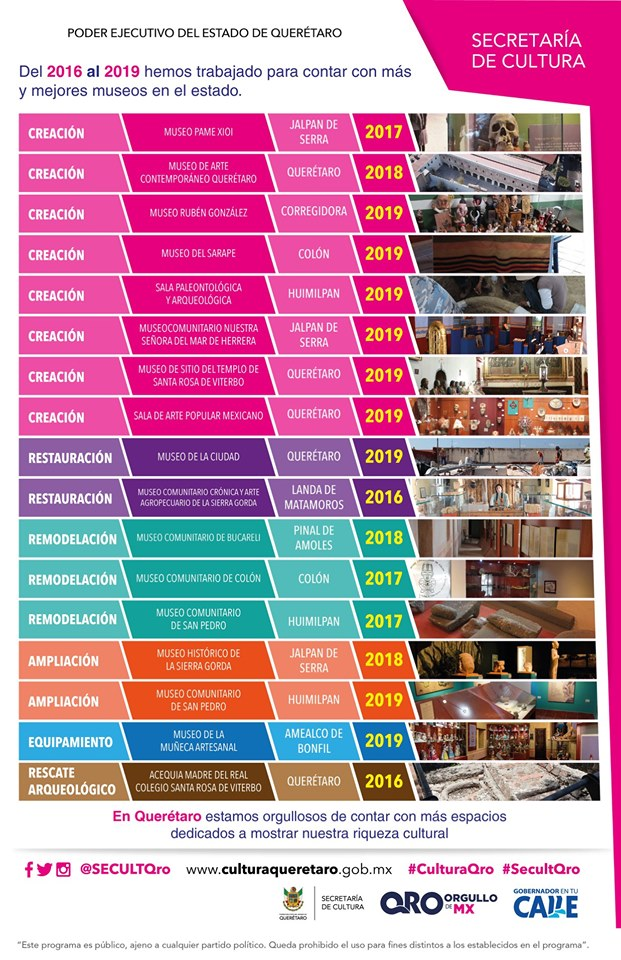 PODER EJECUTIVO DEL ESTADO DE QUERÉTARO
SECRETARÍA
DE CULTURA
Del 2016 al 2019 hemos trabajado para contar con más
y mejores museos en el estado.
CREACIÓN MUSEO PAME XIOI JALPAN DE
SERRA 2017
CREACIÓN MUSEO DE ARTE
CONTEMPORÁNEO QUERÉTARO QUERÉTARO 2018
CREACIÓN MUSEO RUBÉN GONZÁLEZ CORREGIDORA 2019
CREACIÓN MUSEO DEL SARAPE COLÓN 2019
CREACIÓN SALA PALEONTOLÓGICA
Y ARQUEOLÓGICA HUIMILPAN 2019
CREACIÓN MUSEOCOMUNITARIO NUESTRA
SEÑORA DEL MAR DE HERRERA JALPAN DE
SERRA 2019
CREACIÓN MUSEO DE SITIO DEL TEMPLO DE
SANTA ROSA DE VITERBO QUERÉTARO 2019
CREACIÓN SALA DE ARTE POPULAR MEXICANO QUERÉTARO 2019
RESTAURACIÓN MUSEO DE LA CIUDAD QUERÉTARO 2019
RESTAURACIÓN MUSEO COMUNITARIO CRÓNICA Y ARTE
AGROPECUARIO DE LA SIERRA GORDA LANDA DE
MATAMOROS 2016
REMODELACIÓN MUSEO COMUNITARIO DE BUCARELI PINAL DE
AMOLES 2018
REMODELACIÓN MUSEO COMUNITARIO DE COLÓN COLÓN 2017
REMODELACIÓN MUSEO COMUNITARIO
DE SAN PEDRO HUIMILPAN 2017
AMPLIACIÓN MUSEO HISTÓRICO DE
LA SIERRA GORDA JALPAN DE
SERRA 2018
AMPLIACIÓN MUSEO COMUNITARIO
DE SAN PEDRO HUIMILPAN 2019
EQUIPAMIENTO MUSEO DE LA
MUÑECA ARTESANAL AMEALCO DE
BONFIL 2019
RESCATE
ARQUEOLÓGICO ACEQUIA MADRE DEL REAL
COLEGIO SANTA ROSA DE VITERBO QUERÉTARO 2016
En Querétaro estamos orgullosos de contar con más espacios
dedicados a mostrar nuestra riqueza cultural
@SECULTQro www.culturaqueretaro.gob.mx #CulturaQro #SecultQro
QUERÉTARO
SECRETARÍA
DE CULTURA
QRO ORGULLO
DE MX
GOBERNADOR EN TU
CALLE
"Este programa es público, ajeno a cualquier partido político. Queda prohibido el uso para fines distintos a los establecidos en el programa".